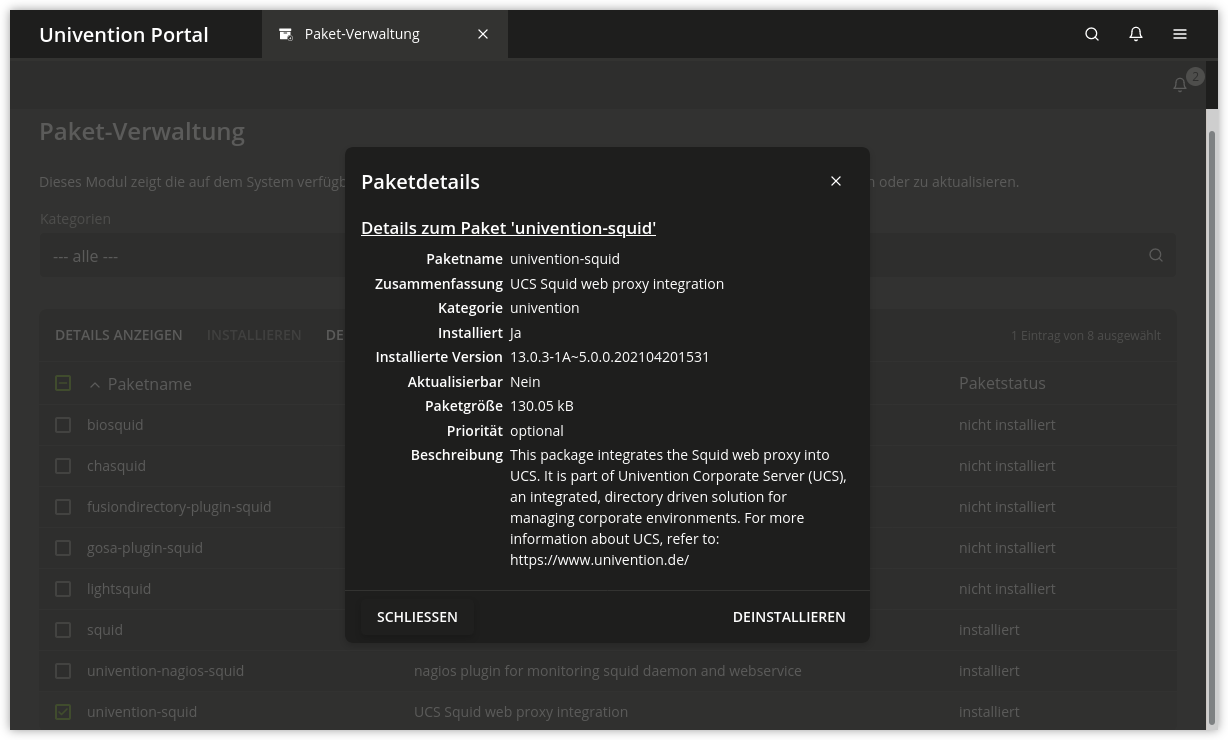 Univention Portal
Paket-Verwaltung
2
Paket-Verwaltung
Dieses Modul zeigt die auf dem System verfügb
oder zu aktualisieren.
Kategorien
--- alle ---
DETAILS ANZEIGEN INSTALLIEREN DE
1 Eintrag von 8 ausgewählt
Paketname
Paketstatus
biosquid nicht installiert
chasquid nicht installiert
fusiondirectory-plugin-squid nicht installiert
gosa-plugin-squid nicht installiert
lightsquid nicht installiert
squid installiert
univention-nagios-squid nagios plugin for monitoring squid daemon and webservice installiert
univention-squid UCS Squid web proxy integration installiert
Paketdetails
Details zum Paket 'univention-squid'
Paketname univention-squid
Zusammenfassung UCS Squid web proxy integration
Kategorie univention
Installiert Ja
Installierte Version 13.0.3-1A~5.0.0.202104201531
Aktualisierbar Nein
Paketgröße 130.05 kB
Priorität optional
Beschreibung This package integrates the Squid web proxy into
UCS. It is part of Univention Corporate Server (UCS),
an integrated, directory driven solution for
managing corporate environments. For more
information about UCS, refer to:
https://www.univention.de/
SCHLIESSEN DEINSTALLIEREN